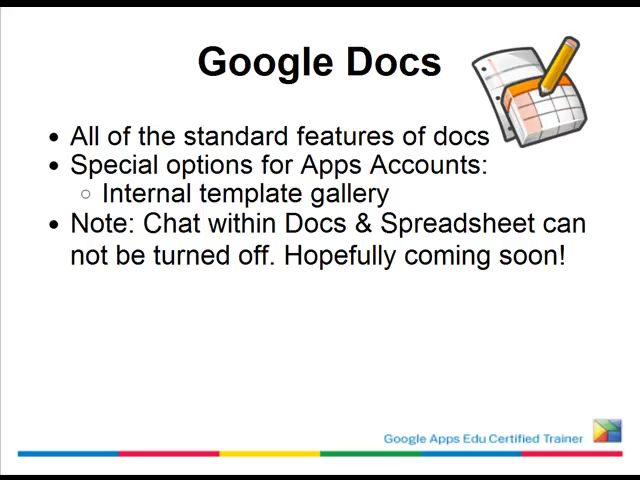 Google Docs
All of the standard features of docs
Special options for Apps Accounts:
Internal template gallery
Note: Chat within Docs & Spreadsheet can
not be turned off. Hopefully coming soon!
Google Apps Edu Certified Trainer